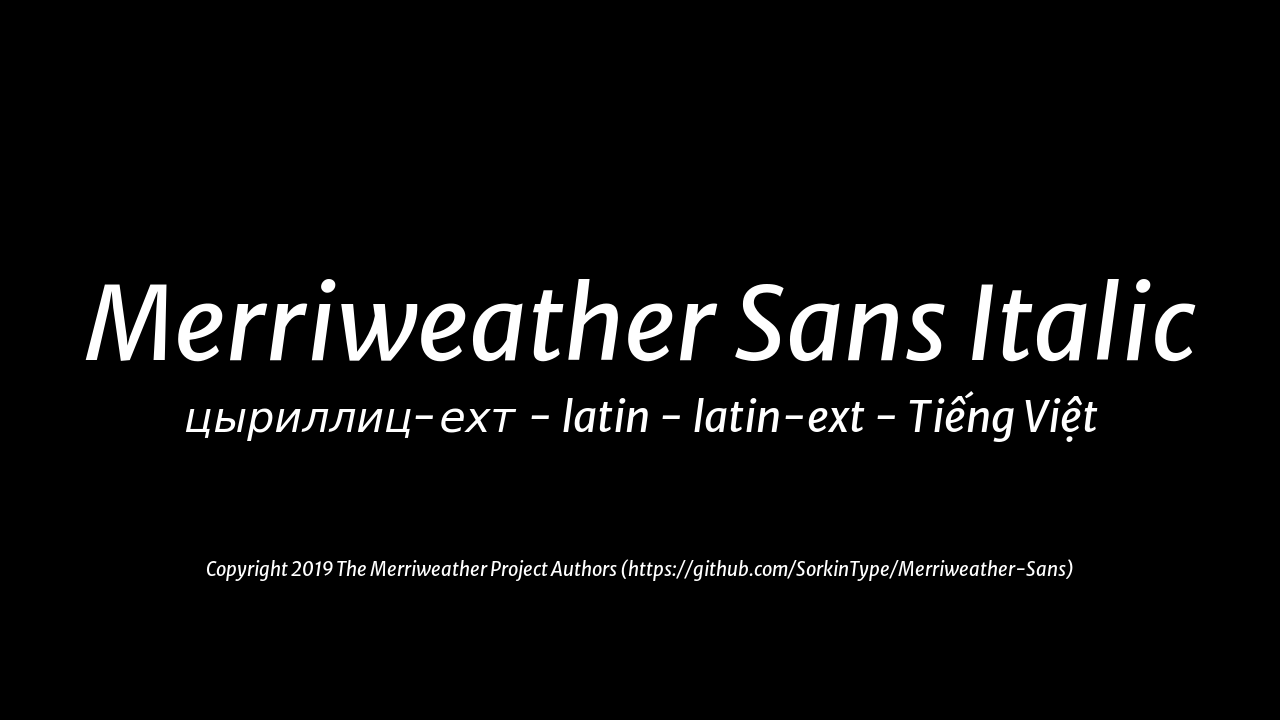 Merriweather Sans Italic
цыриллиц-ехт - latin - latin-ext - Tiếng Việt
Copyright 2019 The Merriweather Project Authors (https://github.com/SorkinType/Merriweather-Sans)